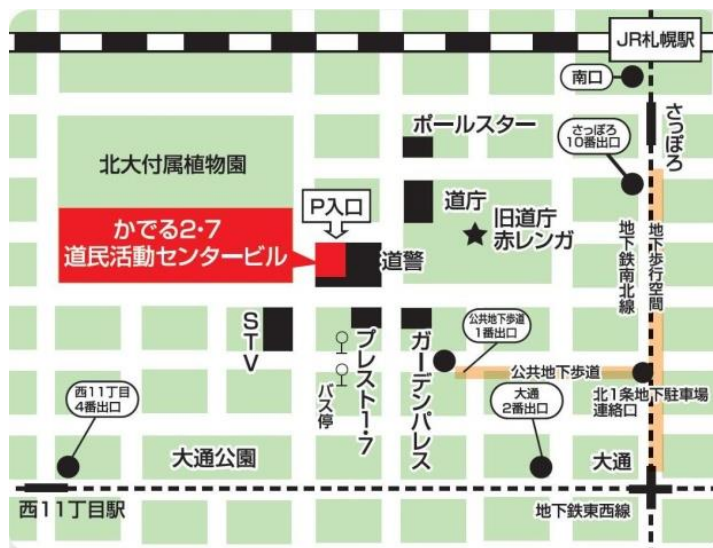 JR札幌駅
南口
さっぽろ
ポールスター
さっぽろ
10番出口
北大付属植物園
P入口
道庁
旧道庁
赤レンガ
かでる2・7
道民活動センタービル
道警
地下鉄南北線
地下歩行空間
STV
プレスト1・7
ガーデンパレス
公共地下歩道
1番出口
バス停
公共地下歩道
西11丁目
4番出口
大通
2番出口
北1条地下駐車場
連絡口
大通公園
大通
西11丁目駅
地下鉄東西線